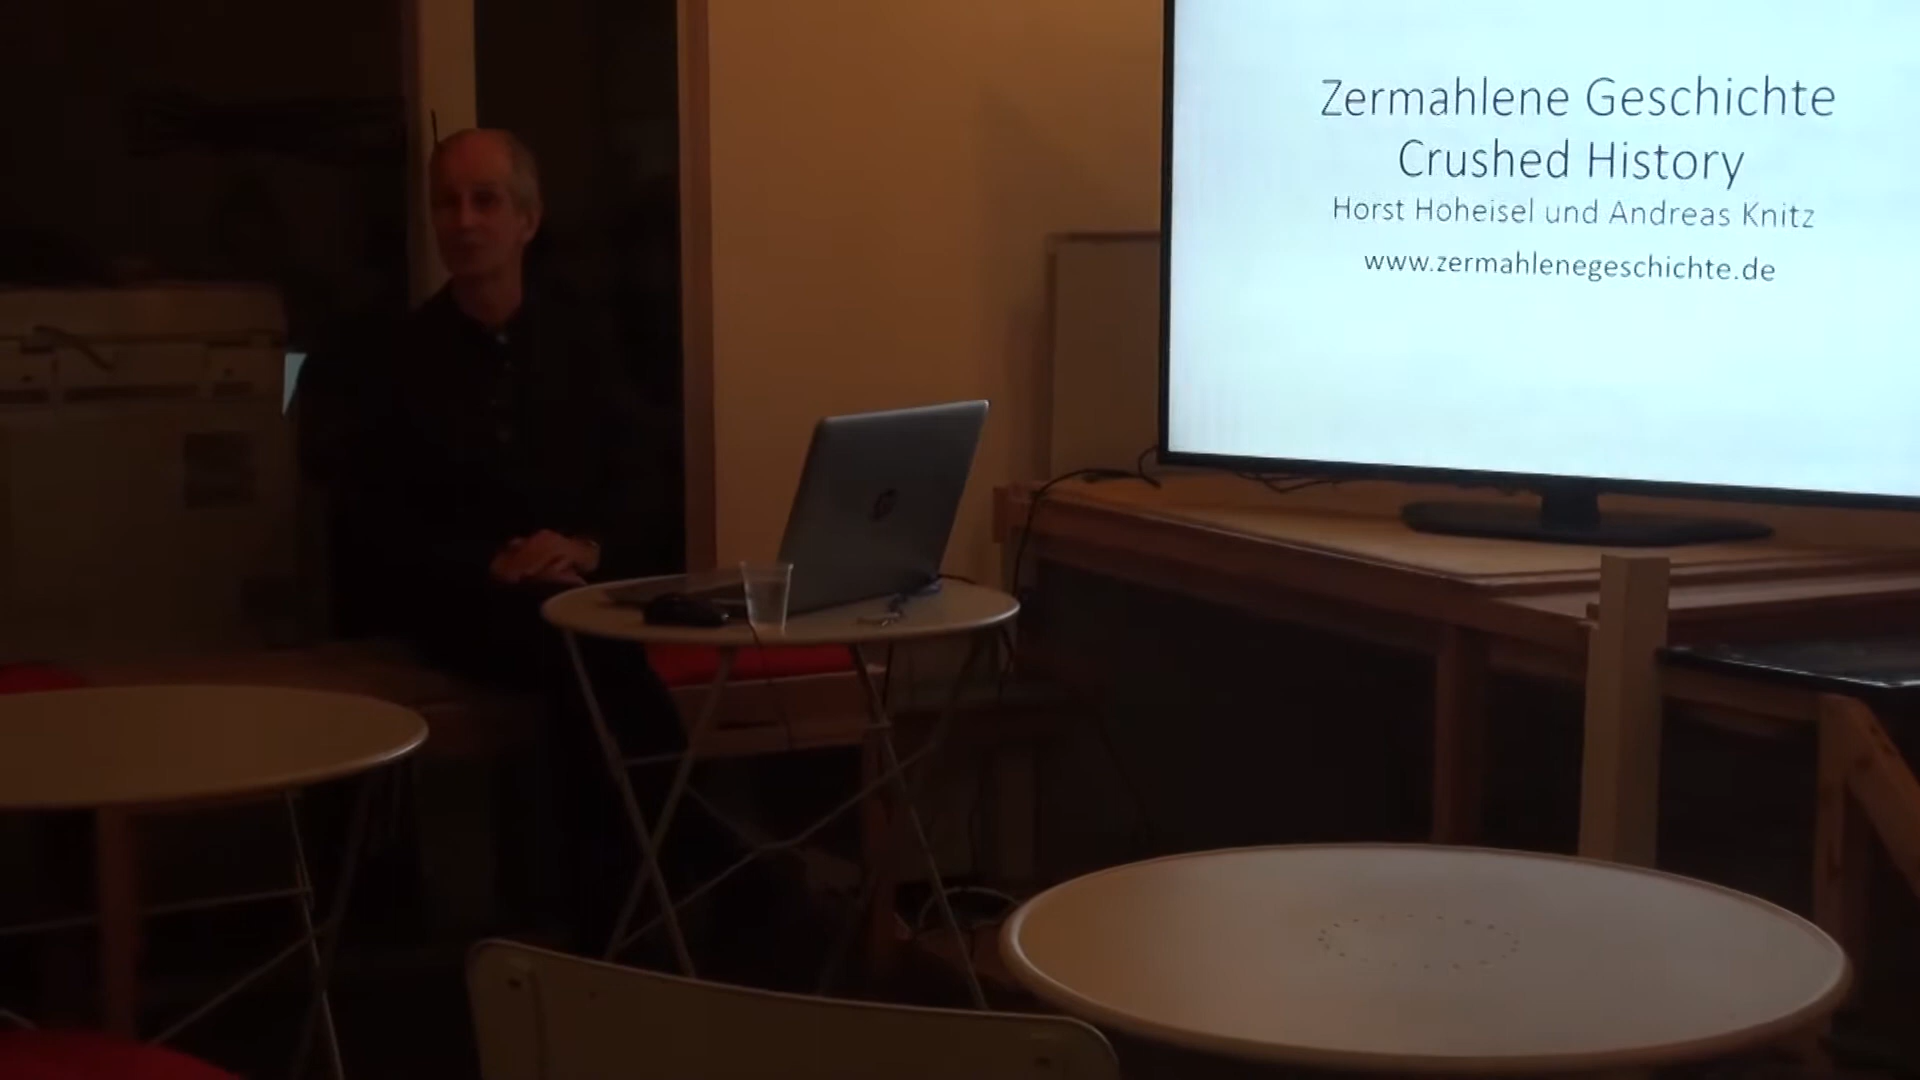 Zermahlene Geschichte
Crushed History
Horst Hoheisel und Andreas Knitz
www.zermahlenegeschichte.de